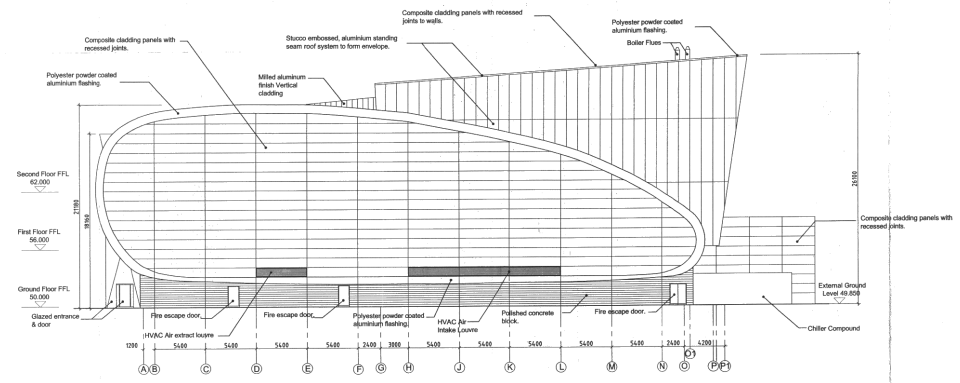 Composite cladding panels with recessed
joints to walls.
Polyester powder coated
aluminium flashing.
Boiler Flues
Stucco embossed, aluminium standing
seam roof system to form envelope.
Composite cladding panels with
recessed joints.
Milled aluminum
finish Vertical
cladding
Polyester powder coated
aluminium flashing.
Second Floor FFL
62.000
First Floor FFL
56.000
Ground Floor FFL
50.000
21180
18160
26100
Composite cladding panels with
recessed joints.
External Ground
Level 49.850
Glazed entrance
& door
Fire escape door
HVAC Air extract louvre
Fire escape door
Polyester powder coated
aluminium flashing.
HVAC Air
Intake Louvre
Polished concrete
block.
Fire escape door.
Chiller Compound
1200 5400 5400 5400 5400 2400 3000 5400 5400 5400 5400 5400 2400 4200
A B C D E F G H J K L M N O O1 P P1